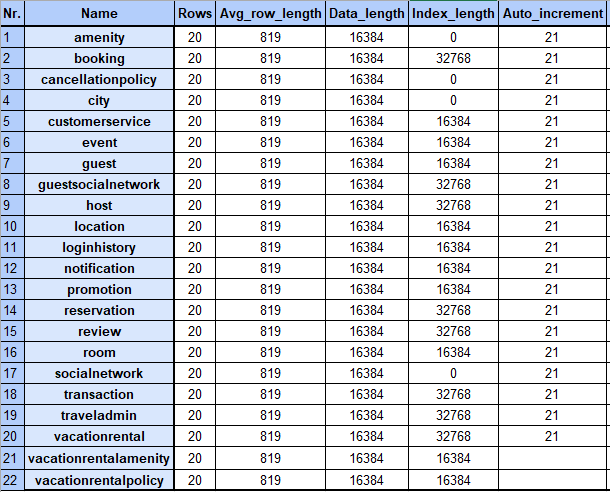 Nr. Name Rows Avg_row_length Data_length Index_length Auto_increment
1 amenity 20 819 16384 0 21
2 booking 20 819 16384 32768 21
3 cancellationpolicy 20 819 16384 0 21
4 city 20 819 16384 0 21
5 customerservice 20 819 16384 16384 21
6 event 20 819 16384 16384 21
7 guest 20 819 16384 16384 21
8 guestsocialnetwork 20 819 16384 32768 21
9 host 20 819 16384 32768 21
10 location 20 819 16384 16384 21
11 loginhistory 20 819 16384 16384 21
12 notification 20 819 16384 16384 21
13 promotion 20 819 16384 16384 21
14 reservation 20 819 16384 32768 21
15 review 20 819 16384 32768 21
16 room 20 819 16384 16384 21
17 socialnetwork 20 819 16384 0 21
18 transaction 20 819 16384 32768 21
19 traveladmin 20 819 16384 32768 21
20 vacationrental 20 819 16384 32768 21
21 vacationrentalamenity 20 819 16384 16384
22 vacationrentalpolicy 20 819 16384 16384